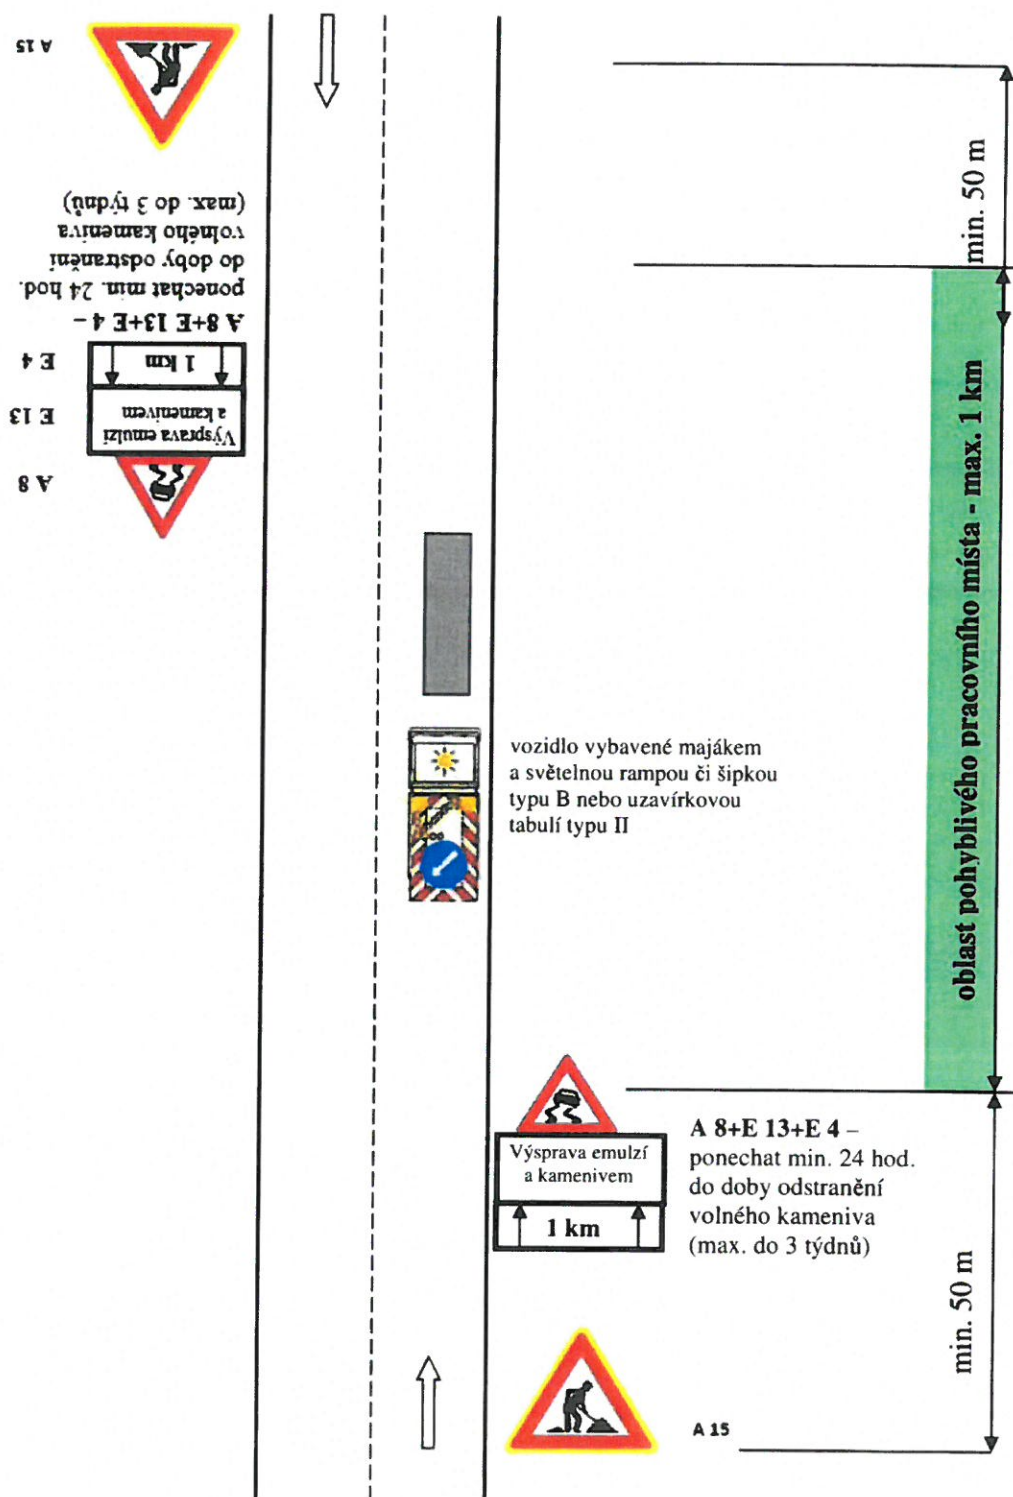 A 15
ponechat min. 24 hod.
do doby odstranění
volného kameniva
(max. do 3 týdnů)
A 8+E 13+E 4 –
E 4
1 km
E 13
Výsprava emulzí
a kamenivem
A 8
min. 50 m
oblast pohyblivého pracovního místa - max. 1 km
vozidlo vybavené majákem
a světelnou rampou či šipkou
typu B nebo uzavírkovou
tabulí typu II
Výsprava emulzí
a kamenivem
1 km
A 8+E 13+E 4 –
ponechat min. 24 hod.
do doby odstranění
volného kameniva
(max. do 3 týdnů)
min. 50 m
A 15